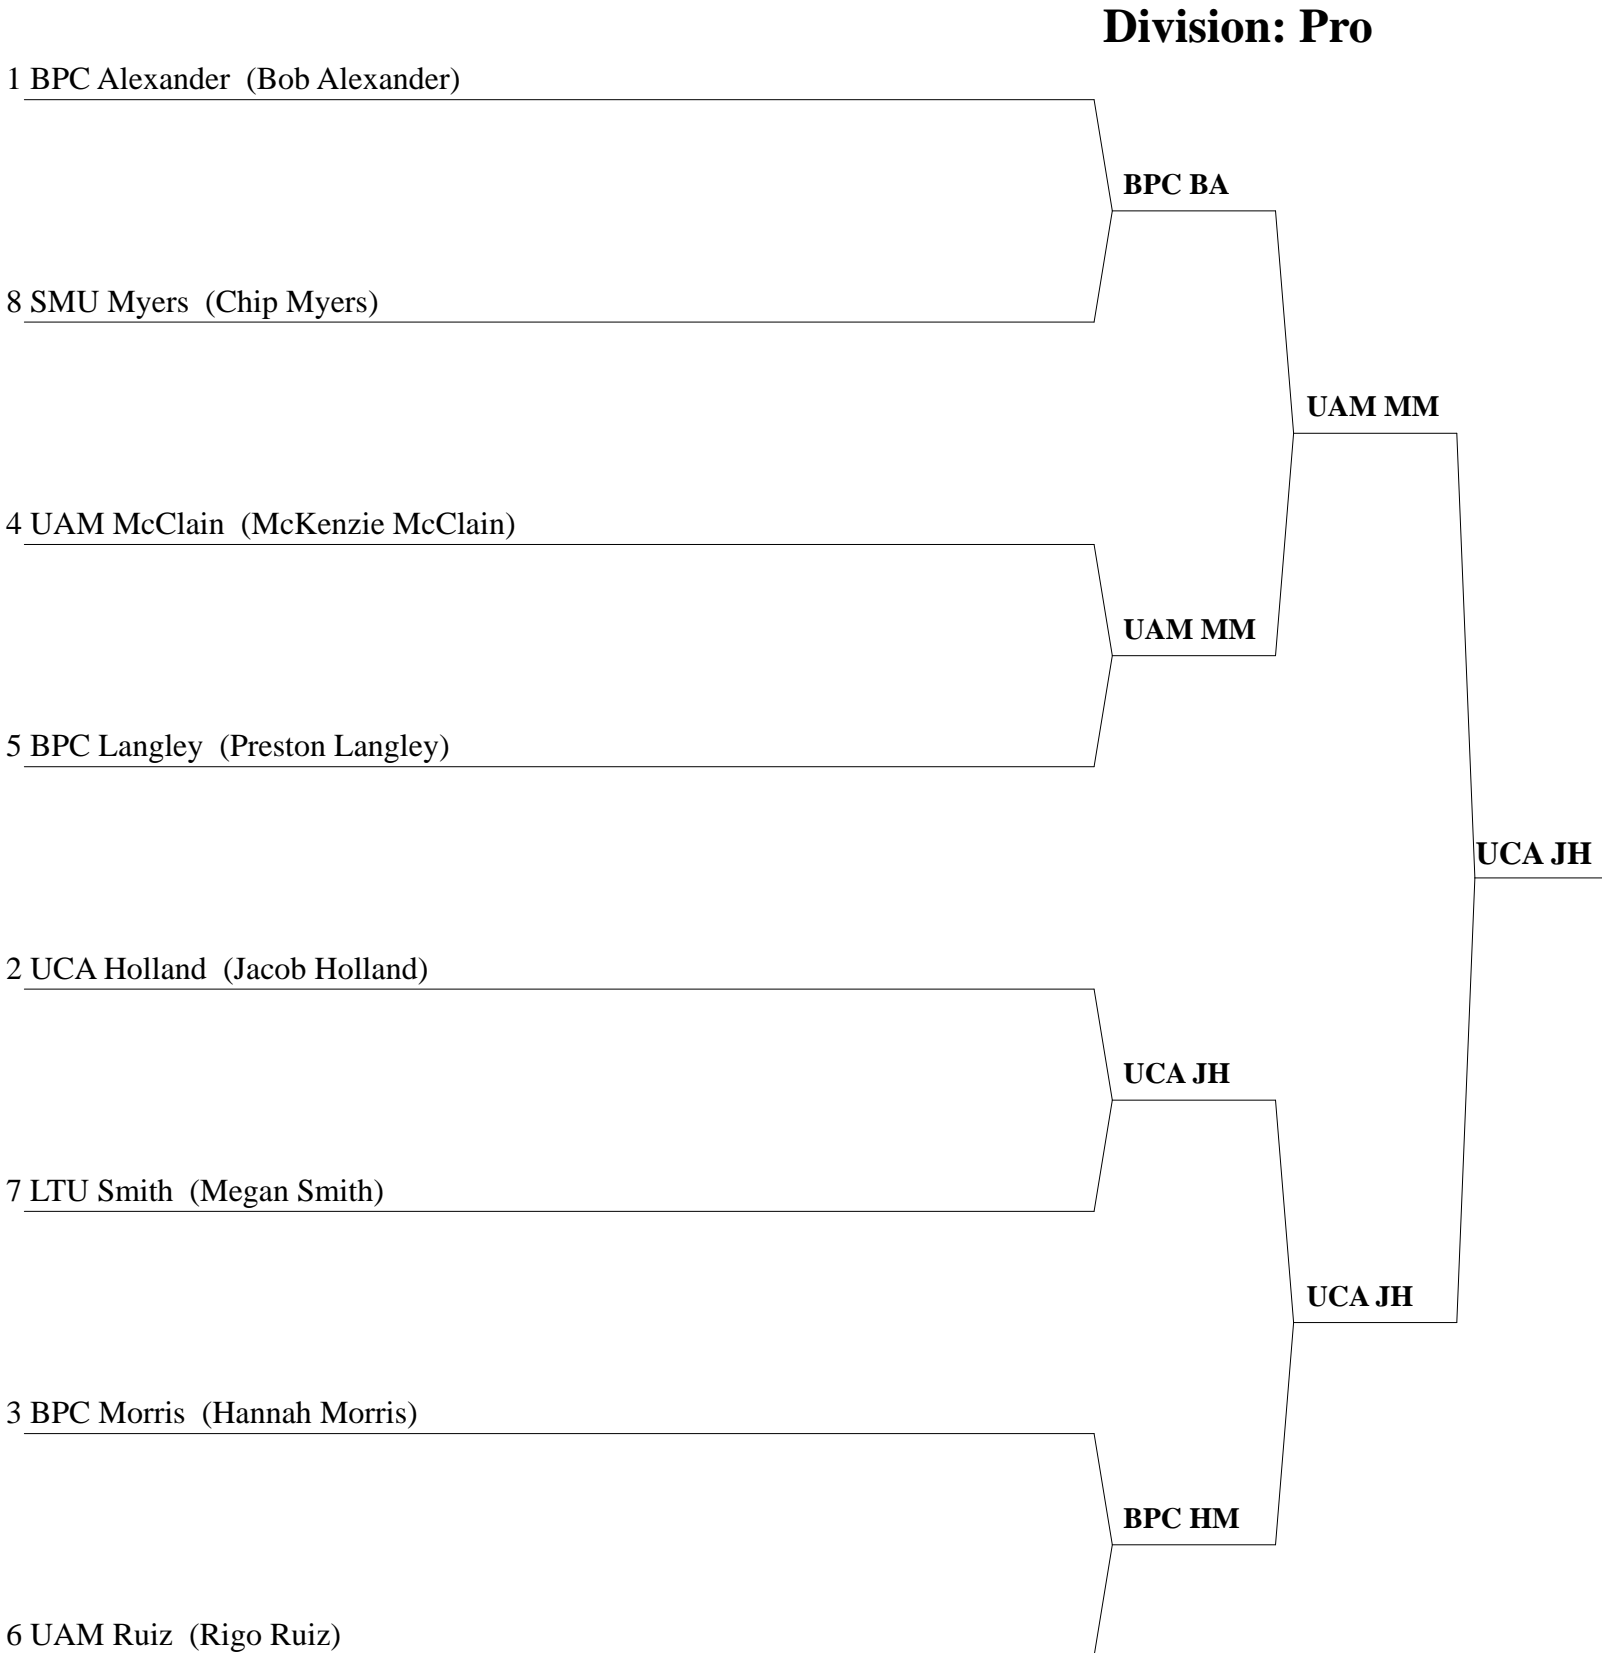 Division: Pro
1 BPC Alexander (Bob Alexander)
BPC BA
8 SMU Myers (Chip Myers)
UAM MM
4 UAM McClain (McKenzie McClain)
UAM MM
5 BPC Langley (Preston Langley)
UCA JH
2 UCA Holland (Jacob Holland)
UCA JH
7 LTU Smith (Megan Smith)
UCA JH
3 BPC Morris (Hannah Morris)
BPC HM
6 UAM Ruiz (Rigo Ruiz)